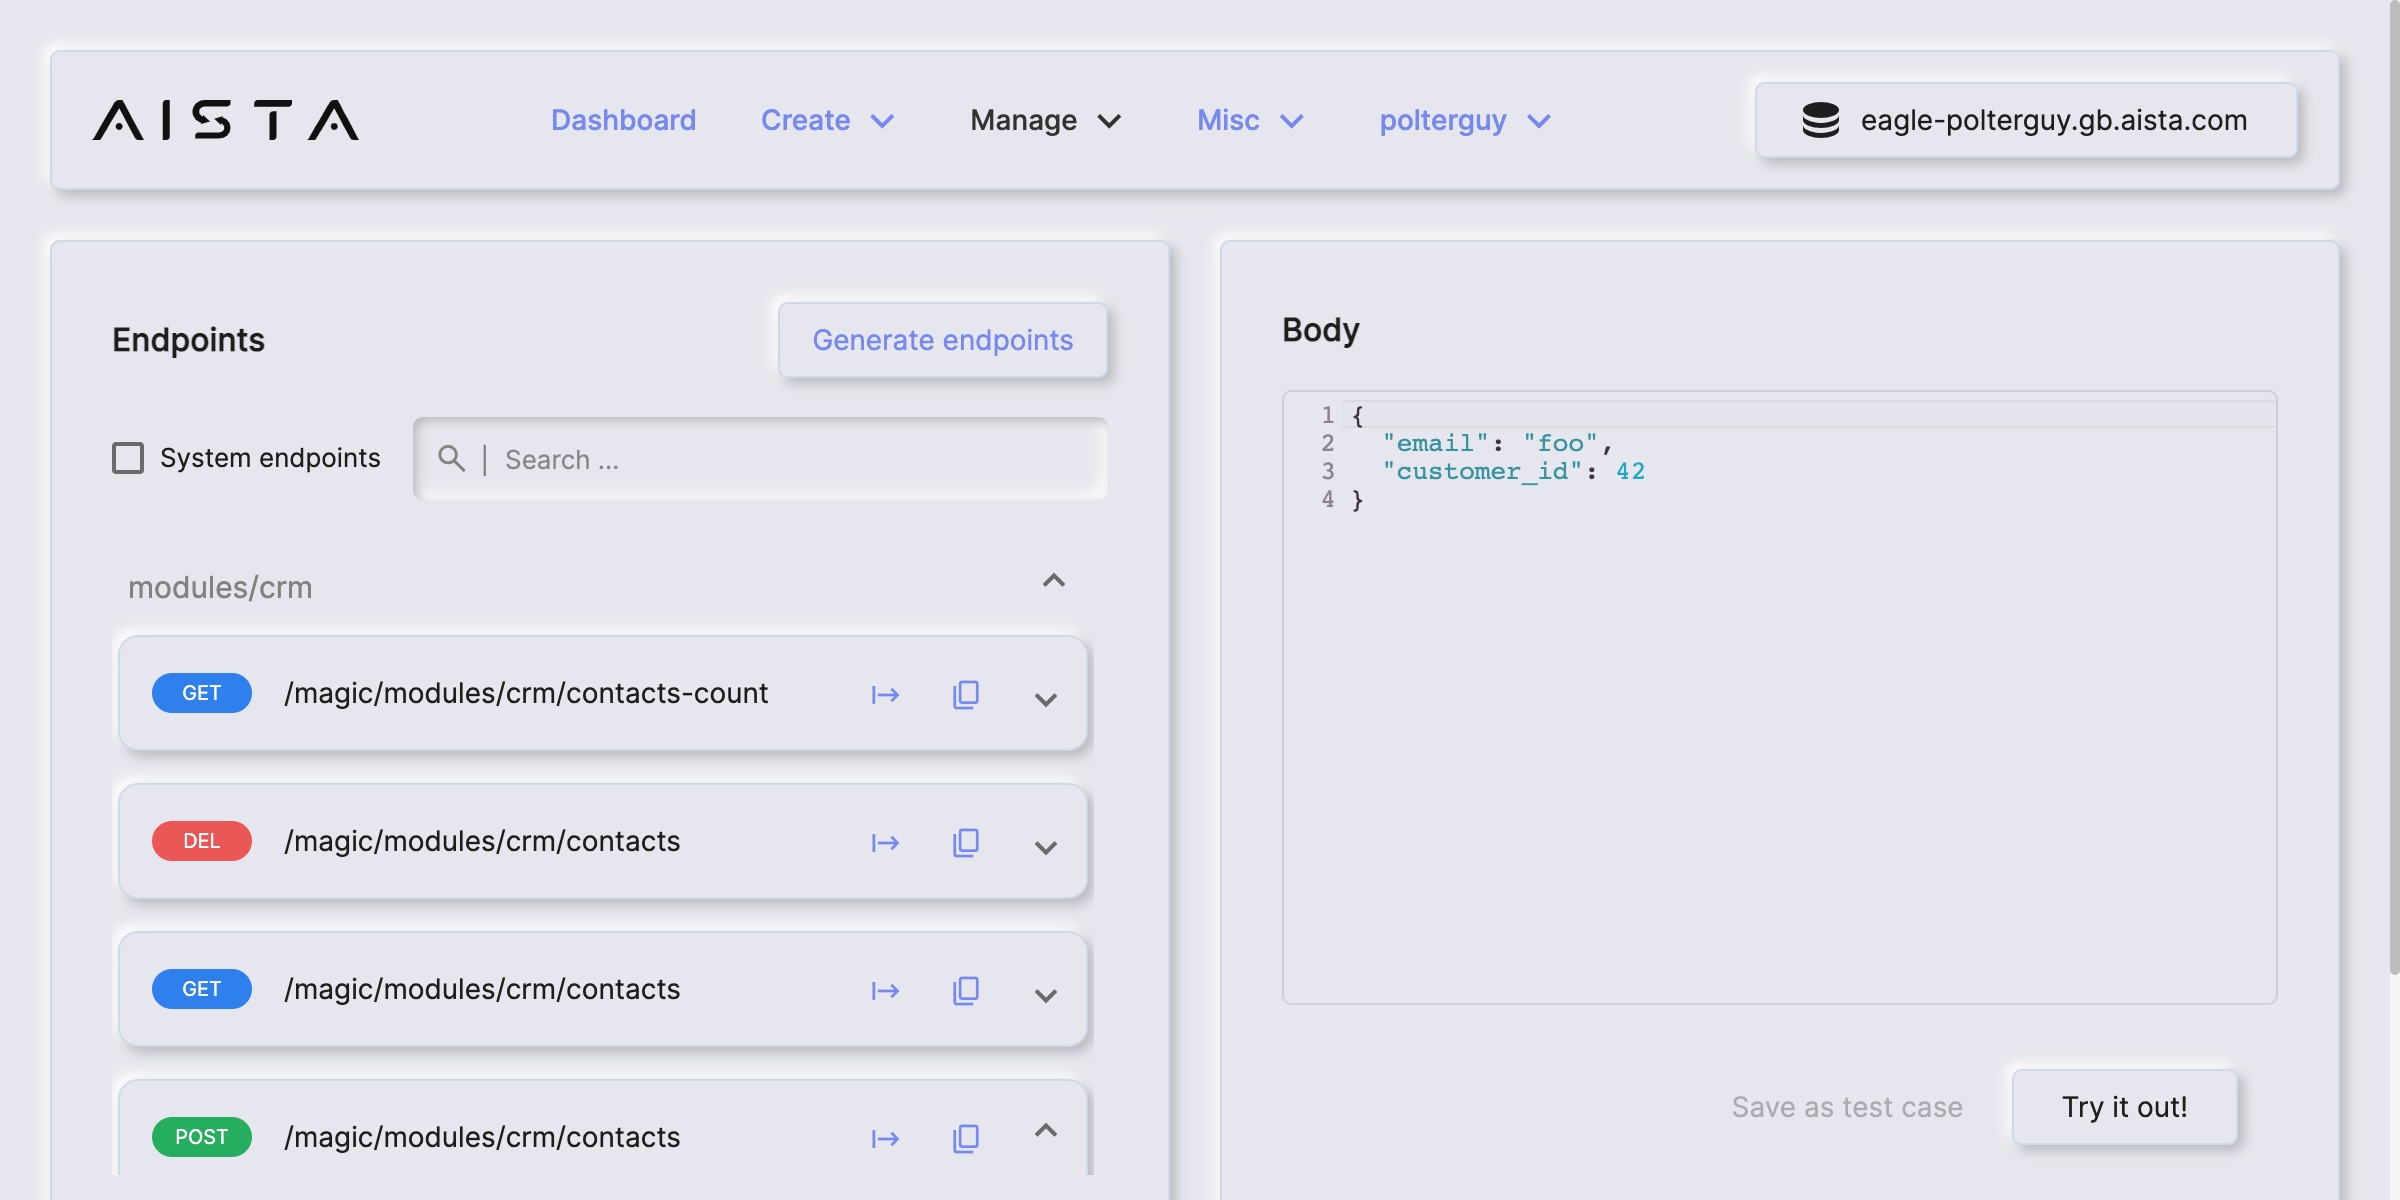 AISTA
Dashboard
Create
Manage
Misc
polterguy
eagle-polterguy.gb.aista.com
Endpoints
Generate endpoints
System endpoints
Search ...
modules/crm
GET /magic/modules/crm/contacts-count
DEL /magic/modules/crm/contacts
GET /magic/modules/crm/contacts
POST /magic/modules/crm/contacts
Body
1 {
2 "email": "foo",
3 "customer_id": 42
4 }
Save as test case
Try it out!